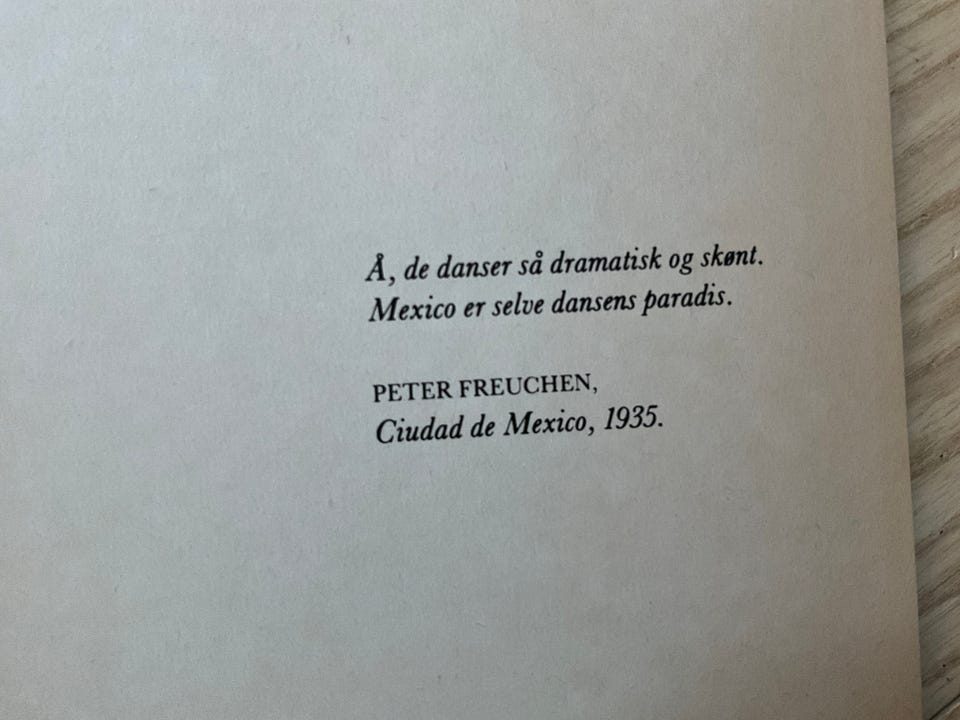 Å, de danser så dramatisk og skønt.
Mexico er selve dansens paradis.
PETER FREUCHEN,
Ciudad de Mexico, 1935.